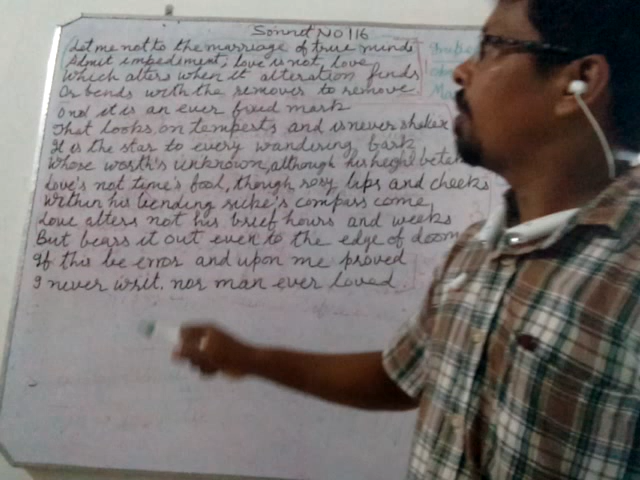 Sonnet No 116
Let me not to the marriage of true minds
Admit impediment, love is not love
Which alters when it alteration finds
Or bends with the remover to remove
O no! it is an ever fixed mark
That looks on tempests and is never shaken
It is the star to every wandering bark
Whose worth's unknown, although his height be taken
Love's not time's fool, though rosy lips and cheeks
Within his bending sicke's compass come,
Love alters not his brief hours and weeks
But bears it out even to the edge of doom
If this be error and upon me proved
I never writ, nor man ever loved